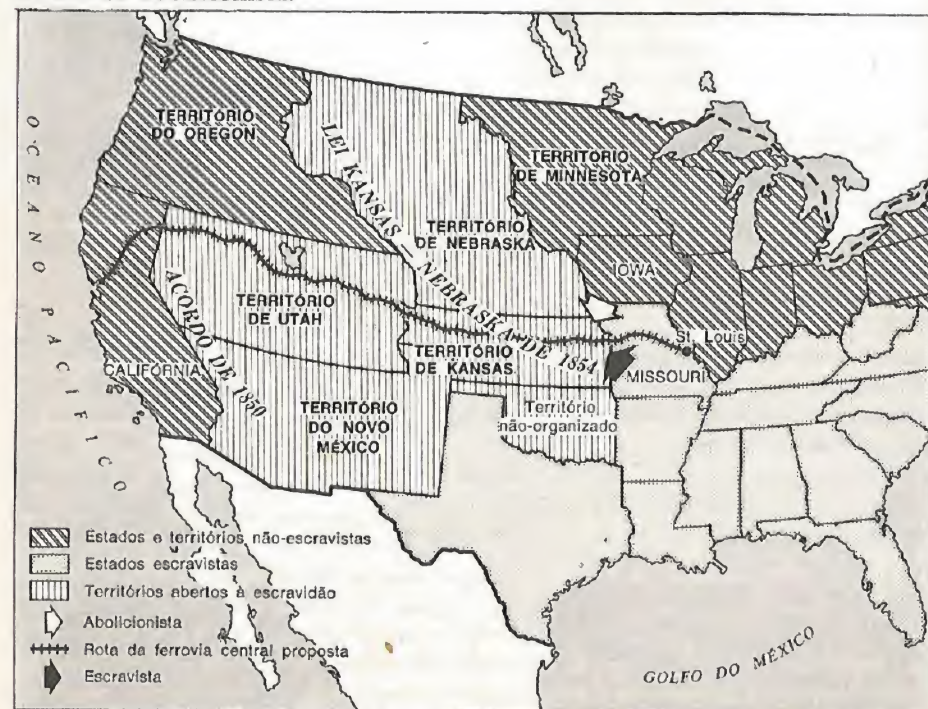 TERRITÓRIO
DO OREGON
LEI KANSAS – NEBRASKA DE 1854
TERRITÓRIO
DE MINNESOTA
TERRITÓRIO
DE NEBRASKA
IOWA
OCEANO PACÍFICO
ACORDO DE 1850
TERRITÓRIO
DE UTAH
St. Louis
TERRITÓRIO
DE KANSAS
MISSOURI
CALIFÓRNIA
TERRITÓRIO
DO NOVO
MÉXICO
Território
não-organizado
Estados e territórios não-escravistas
Estados escravistas
Territórios abertos à escravidão
Abolicionista
Rota da ferrovia central proposta
Escravista
GOLFO DO MÉXICO